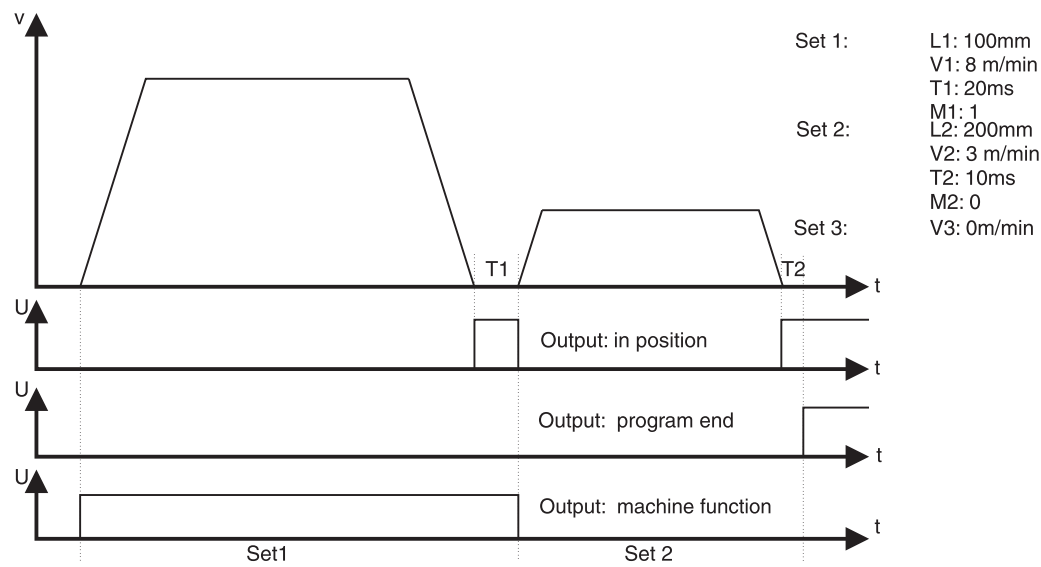 v
Set 1: L1: 100mm
V1: 8 m/min
T1: 20ms
M1: 1
Set 2: L2: 200mm
V2: 3 m/min
T2: 10ms
M2: 0
Set 3: V3: 0m/min
T1
T2
t
U
Output: in position
t
U
Output: program end
t
U
Output: machine function
t
Set1
Set 2